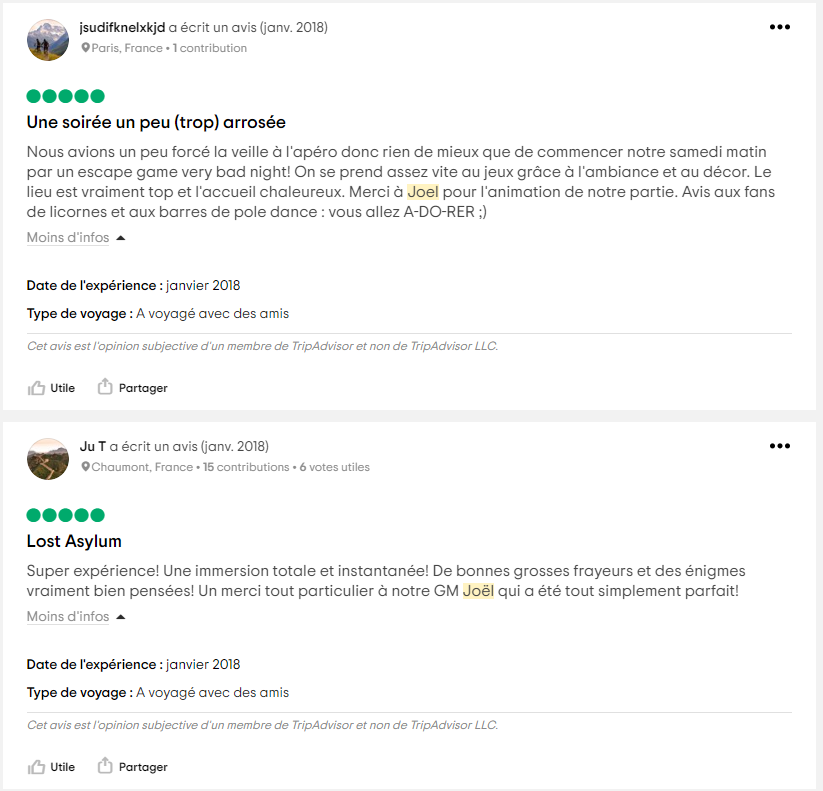 jsudifknelxkjd a écrit un avis (janv. 2018)
Paris, France • 1 contribution
Une soirée un peu (trop) arrosée
Nous avions un peu forcé la veille à l'apéro donc rien de mieux que de commencer notre samedi matin
par un escape game very bad night! On se prend assez vite au jeux grâce à l'ambiance et au décor. Le
lieu est vraiment top et l'accueil chaleureux. Merci à Joel pour l'animation de notre partie. Avis aux fans
de licornes et aux barres de pole dance : vous allez A-DO-RER ;)
Moins d'infos
Date de l'expérience : janvier 2018
Type de voyage : A voyagé avec des amis
Cet avis est l'opinion subjective d'un membre de TripAdvisor et non de TripAdvisor LLC.
Utile Partager
Ju T a écrit un avis (janv. 2018)
Chaumont, France • 15 contributions • 6 votes utiles
Lost Asylum
Super expérience! Une immersion totale et instantanée! De bonnes grosses frayeurs et des énigmes
vraiment bien pensées! Un merci tout particulier à notre GM Joël qui a été tout simplement parfait!
Moins d'infos
Date de l'expérience : janvier 2018
Type de voyage : A voyagé avec des amis
Cet avis est l'opinion subjective d'un membre de TripAdvisor et non de TripAdvisor LLC.
Utile Partager